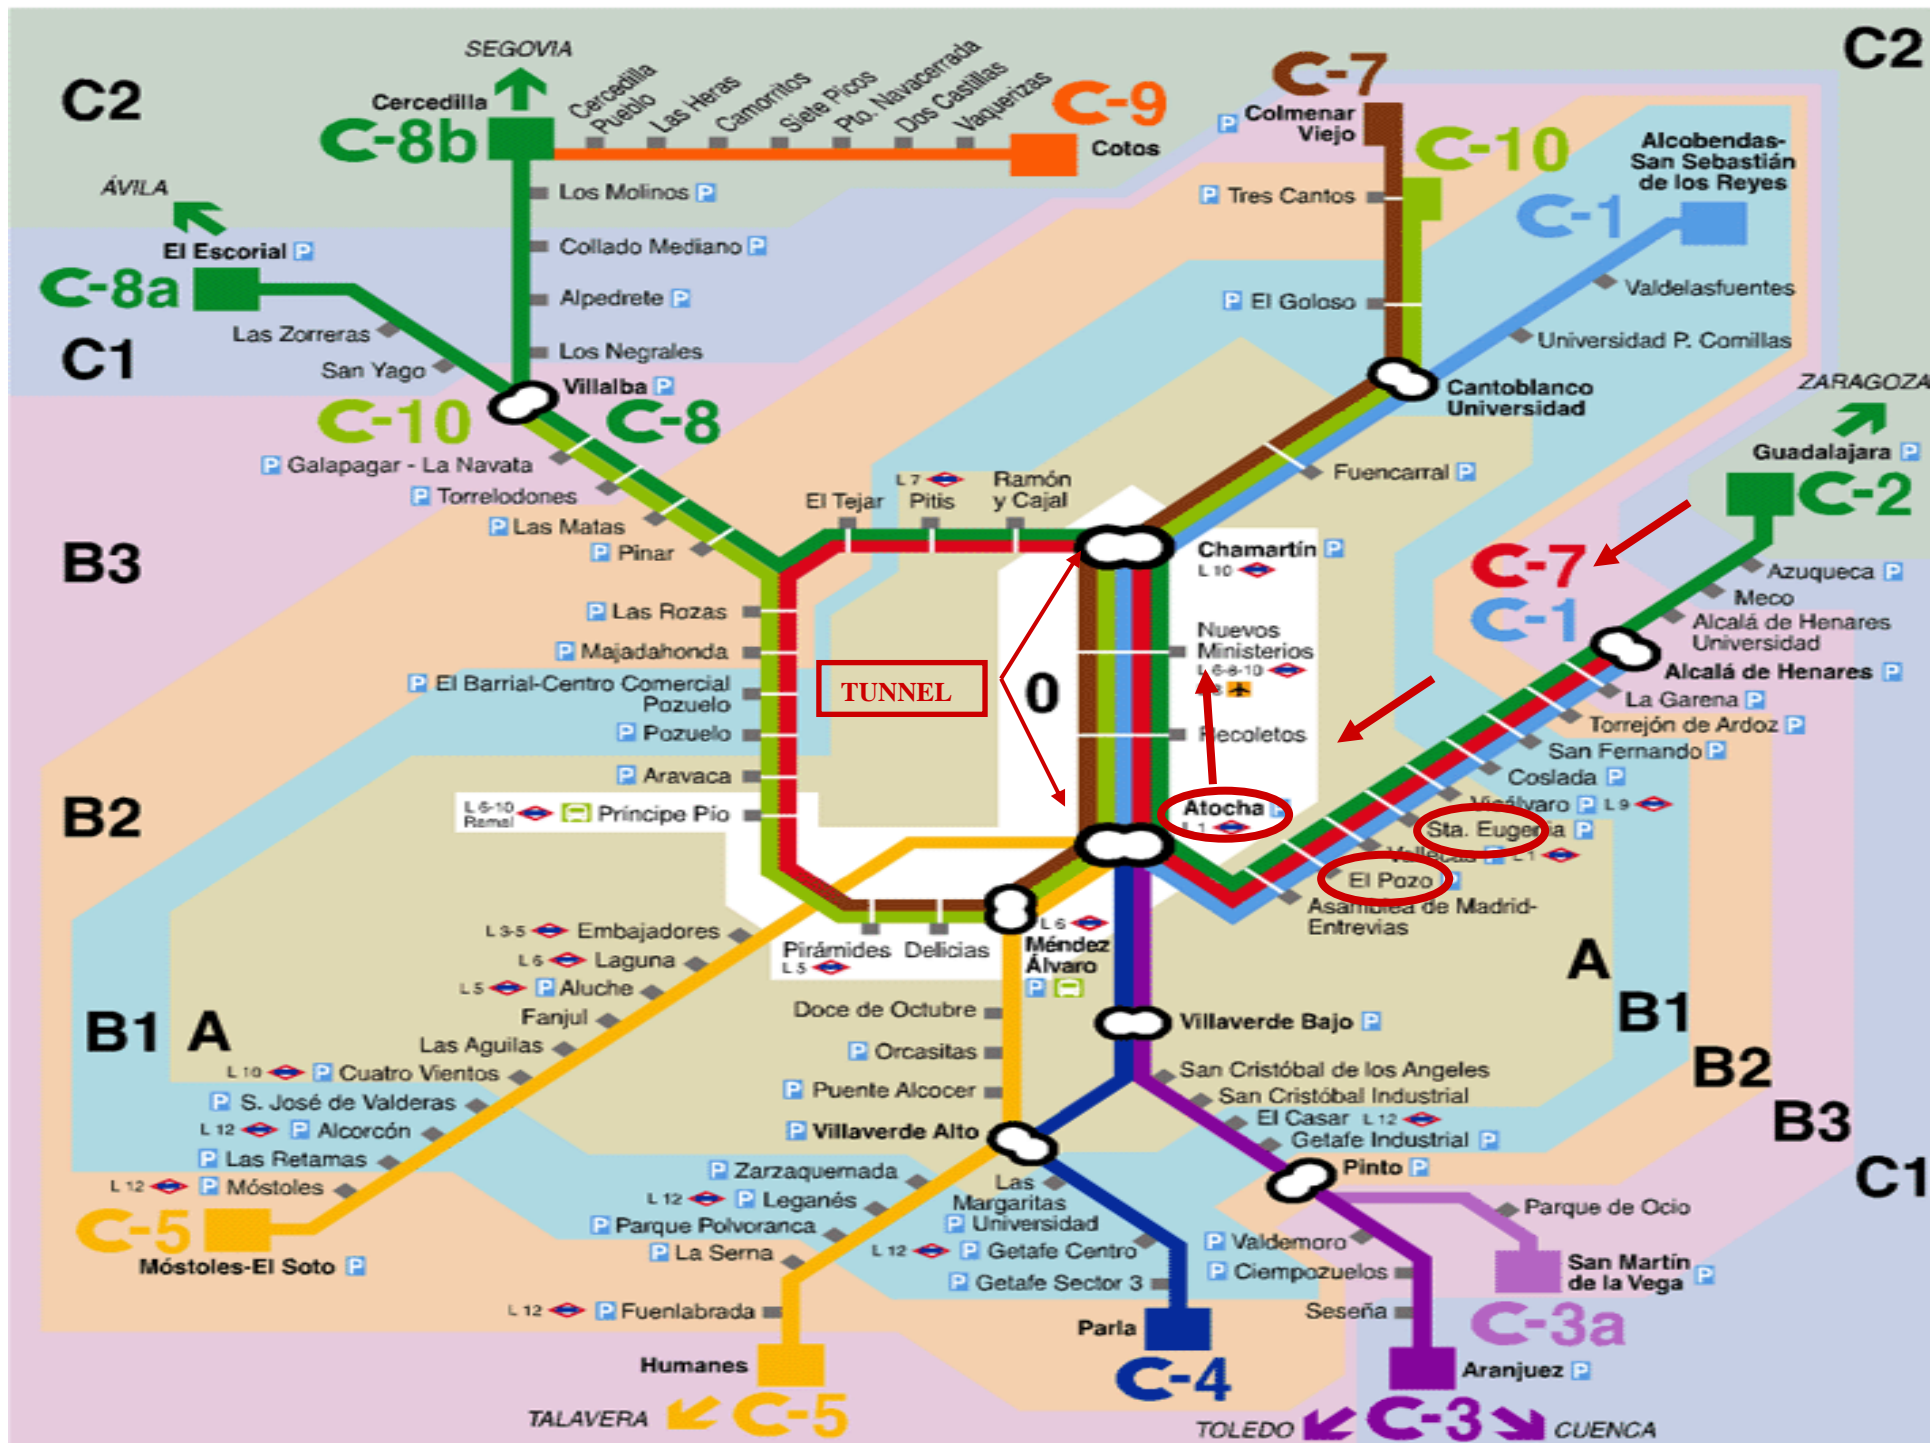 SEGOVIA
C2
C2
Cercedilla
C-8b
Cercedilla
Pueblo
Las Heras
Camorritos
Siete Picos
Pto. Navacerrada
Dos Castillas
Vaquerizas
C-9
Cotos
C-7
P Colmenar
Viejo
C-10
Alcobendas-
San Sebastián
de los Reyes
C-1
P Tres Cantos
ÁVILA
El Escorial P
C-8a
Los Molinos P
Collado Mediano P
Alpedrete P
Los Negrales
Las Zorreras
San Yago
C1
Villalba P
C-10
C-8
P El Goloso
Valdelasfuentes
Universidad P. Comillas
Cantoblanco
Universidad
ZARAGOZA
Guadalajara P
C-2
P Galapagar - La Navata
P Torrelodones
P Las Matas
P Pinar
El Tejar
L 7
Pitis
Ramón
y Cajal
Fuencarral P
B3
Chamartín P
L 10
C-7
C-1
Azuqueca P
Meco
Alcalá de Henares
Universidad
Alcalá de Henares P
P Las Rozas
P Majadahonda
P El Barrial-Centro Comercial
Pozuelo
P Pozuelo
P Aravaca
L 6-10
Ramal
Príncipe Pío
TUNNEL
0
Nuevos
Ministerios
L 6-8-10
Recoletos
Atocha P
L 1
La Garena P
Torrejón de Ardoz P
San Fernando P
Coslada P
Vicálvaro P L 9
Sta. Eugenia P
Vallecas P L 1
El Pozo P
Asamblea de Madrid-
Entrevias
B2
L 3-5 Embajadores
L 6 Laguna
L 5 P Aluche
Fanjul
Las Aguilas
L 10 P Cuatro Vientos
P S. José de Valderas
L 12 P Alcorcón
P Las Retamas
L 12 P Móstoles
C-5
Móstoles-El Soto P
Pirámides
L 5
Delicias
L 6
Méndez
Álvaro
P
A
B1
B2
B3
C1
B1
A
Doce de Octubre
P Orcasitas
P Puente Alcocer
P Villaverde Alto
Villaverde Bajo P
San Cristóbal de los Angeles
San Cristóbal Industrial
El Casar L 12
Getafe Industrial P
Pinto P
P Zarzaquemada
L 12 P Leganés
P Parque Polvoranca
P La Serna
L 12 P Fuenlabrada
Humanes
C-5
TALAVERA
Las
Margaritas
P Universidad
L 12 P Getafe Centro
P Getafe Sector 3
Parla
C-4
Parque de Ocio
San Martín
de la Vega P
C-3a
P Valdemoro
P Ciempozuelos
Seseña
Aranjuez P
TOLEDO
C-3
CUENCA